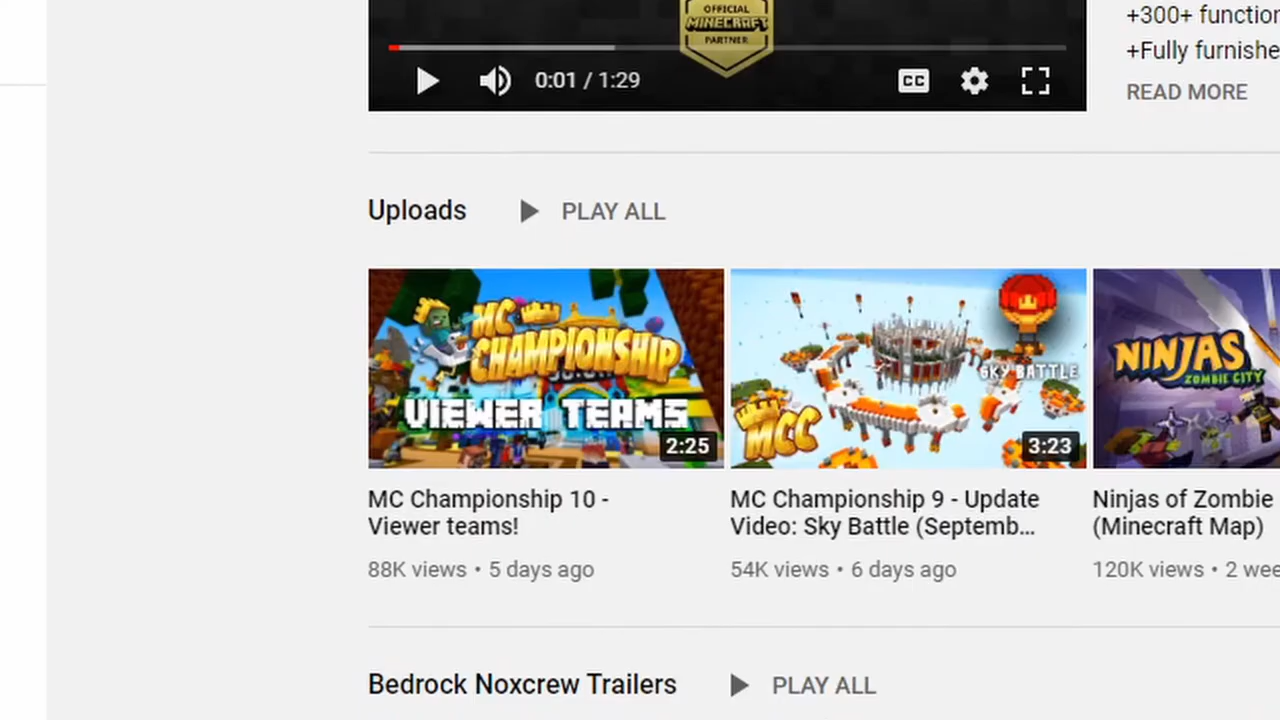 OFFICIAL
MINECRAFT
PARTNER
0:01 / 1:29
CC
+300+ function
+Fully furnishe
READ MORE
Uploads
PLAY ALL
MC
CHAMPIONSHIP
VIEWER TEAMS
2:25
SKY BATTLE
MCC
3:23
NINJAS
ZOMBIE CITY
MC Championship 10 -
Viewer teams!
88K views • 5 days ago
MC Championship 9 - Update
Video: Sky Battle (Septemb...
54K views • 6 days ago
Ninjas of Zombie
(Minecraft Map)
120K views • 2 wee
Bedrock Noxcrew Trailers
PLAY ALL